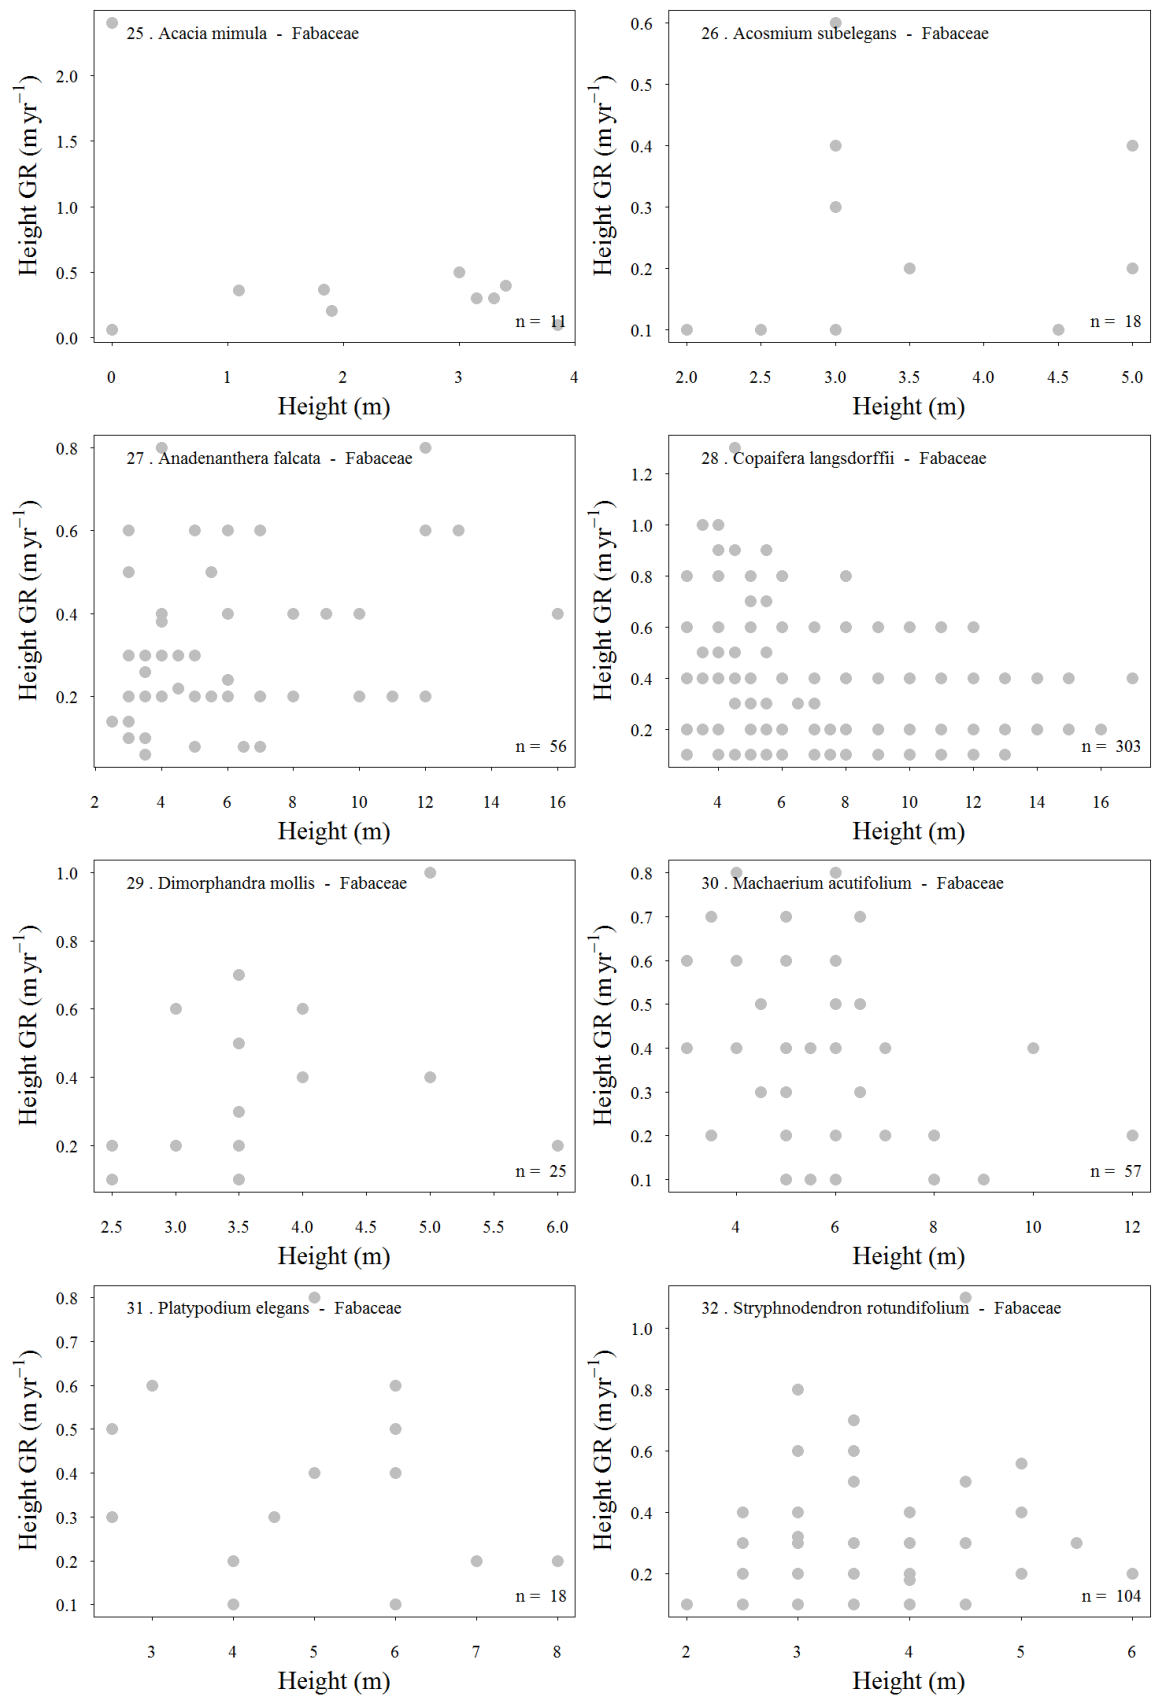 25 . Acacia mimula - Fabaceae
Height GR (m yr−1)
2.0
1.5
1.0
0.5
0.0
n = 11
0 1 2 3 4
Height (m)
26 . Acosmium subelegans - Fabaceae
Height GR (m yr−1)
0.6
0.5
0.4
0.3
0.2
0.1
n = 18
2.0 2.5 3.0 3.5 4.0 4.5 5.0
Height (m)
27 . Anadenanthera falcata - Fabaceae
Height GR (m yr−1)
0.8
0.6
0.4
0.2
n = 56
2 4 6 8 10 12 14 16
Height (m)
28 . Copaifera langsdorffii - Fabaceae
Height GR (m yr−1)
1.2
1.0
0.8
0.6
0.4
0.2
n = 303
4 6 8 10 12 14 16
Height (m)
29 . Dimorphandra mollis - Fabaceae
Height GR (m yr−1)
1.0
0.8
0.6
0.4
0.2
n = 25
2.5 3.0 3.5 4.0 4.5 5.0 5.5 6.0
Height (m)
30 . Machaerium acutifolium - Fabaceae
Height GR (m yr−1)
0.8
0.7
0.6
0.5
0.4
0.3
0.2
0.1
n = 57
4 6 8 10 12
Height (m)
31 . Platypodium elegans - Fabaceae
Height GR (m yr−1)
0.8
0.7
0.6
0.5
0.4
0.3
0.2
0.1
n = 18
3 4 5 6 7 8
Height (m)
32 . Stryphnodendron rotundifolium - Fabaceae
Height GR (m yr−1)
1.0
0.8
0.6
0.4
0.2
n = 104
2 3 4 5 6
Height (m)